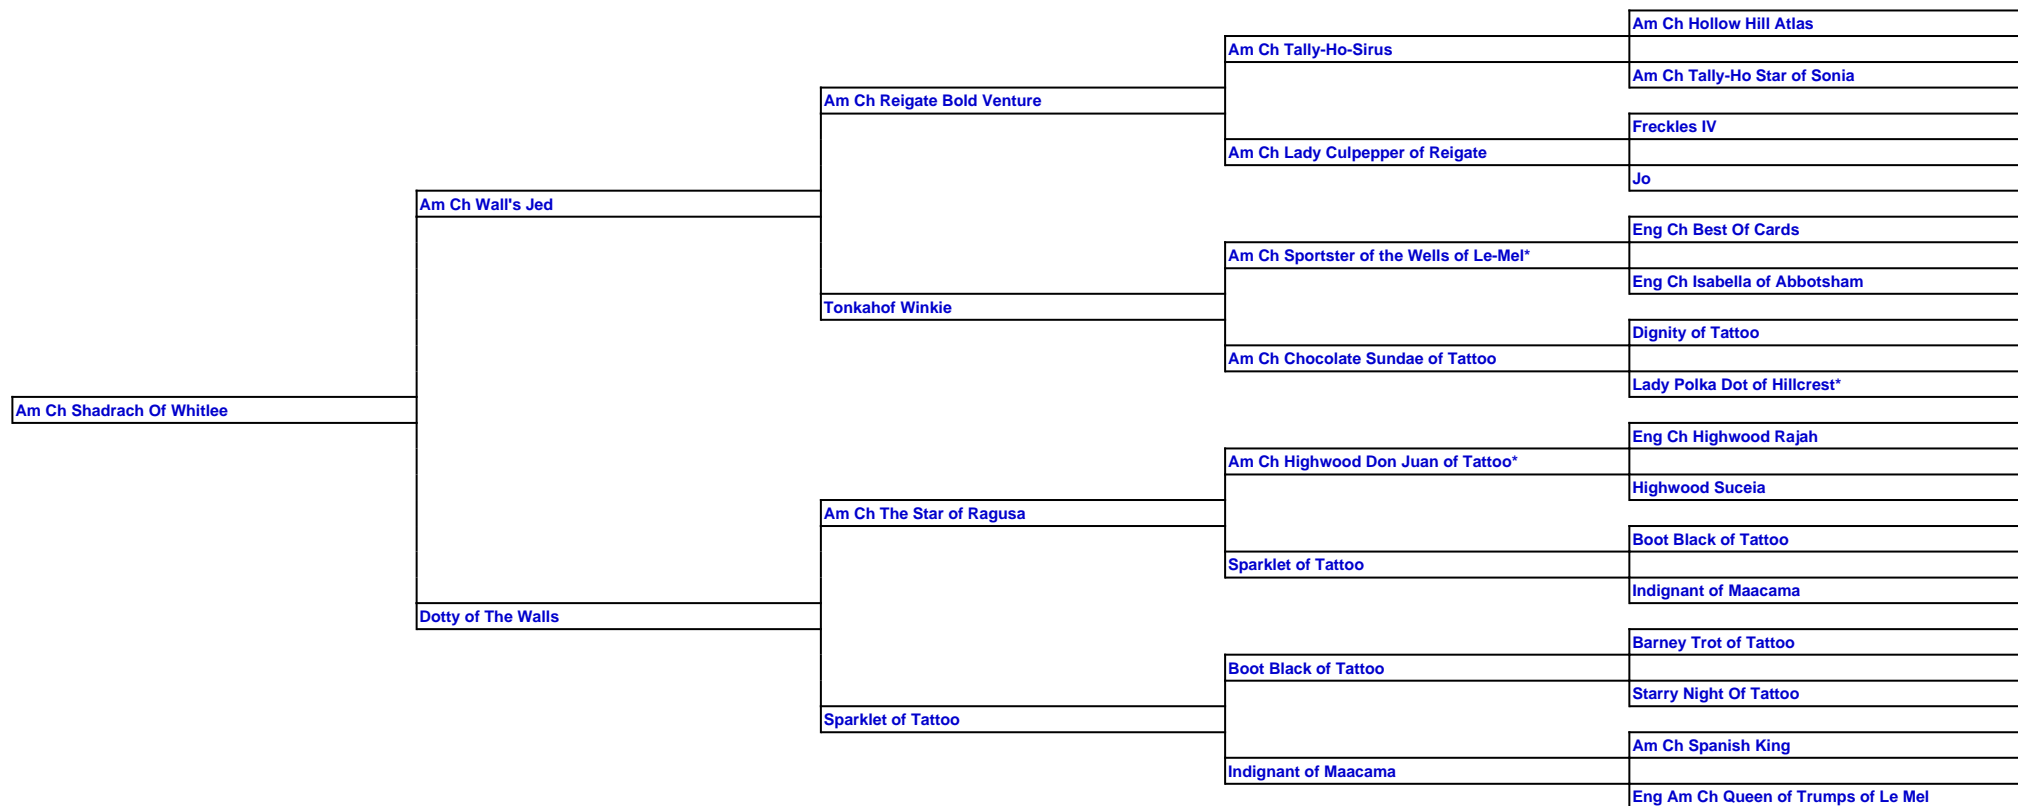 Am Ch Hollow Hill Atlas
Am Ch Tally-Ho-Sirus
Am Ch Tally-Ho Star of Sonia
Am Ch Reigate Bold Venture
Freckles IV
Am Ch Lady Culpepper of Reigate
Jo
Am Ch Wall's Jed
Eng Ch Best Of Cards
Am Ch Sportster of the Wells of Le-Mel*
Eng Ch Isabella of Abbotsham
Tonkahof Winkie
Dignity of Tattoo
Am Ch Chocolate Sundae of Tattoo
Lady Polka Dot of Hillcrest*
Am Ch Shadrach Of Whitlee
Eng Ch Highwood Rajah
Am Ch Highwood Don Juan of Tattoo*
Highwood Suceia
Am Ch The Star of Ragusa
Boot Black of Tattoo
Sparklet of Tattoo
Indignant of Maacama
Dotty of The Walls
Barney Trot of Tattoo
Boot Black of Tattoo
Starry Night Of Tattoo
Sparklet of Tattoo
Am Ch Spanish King
Indignant of Maacama
Eng Am Ch Queen of Trumps of Le Mel